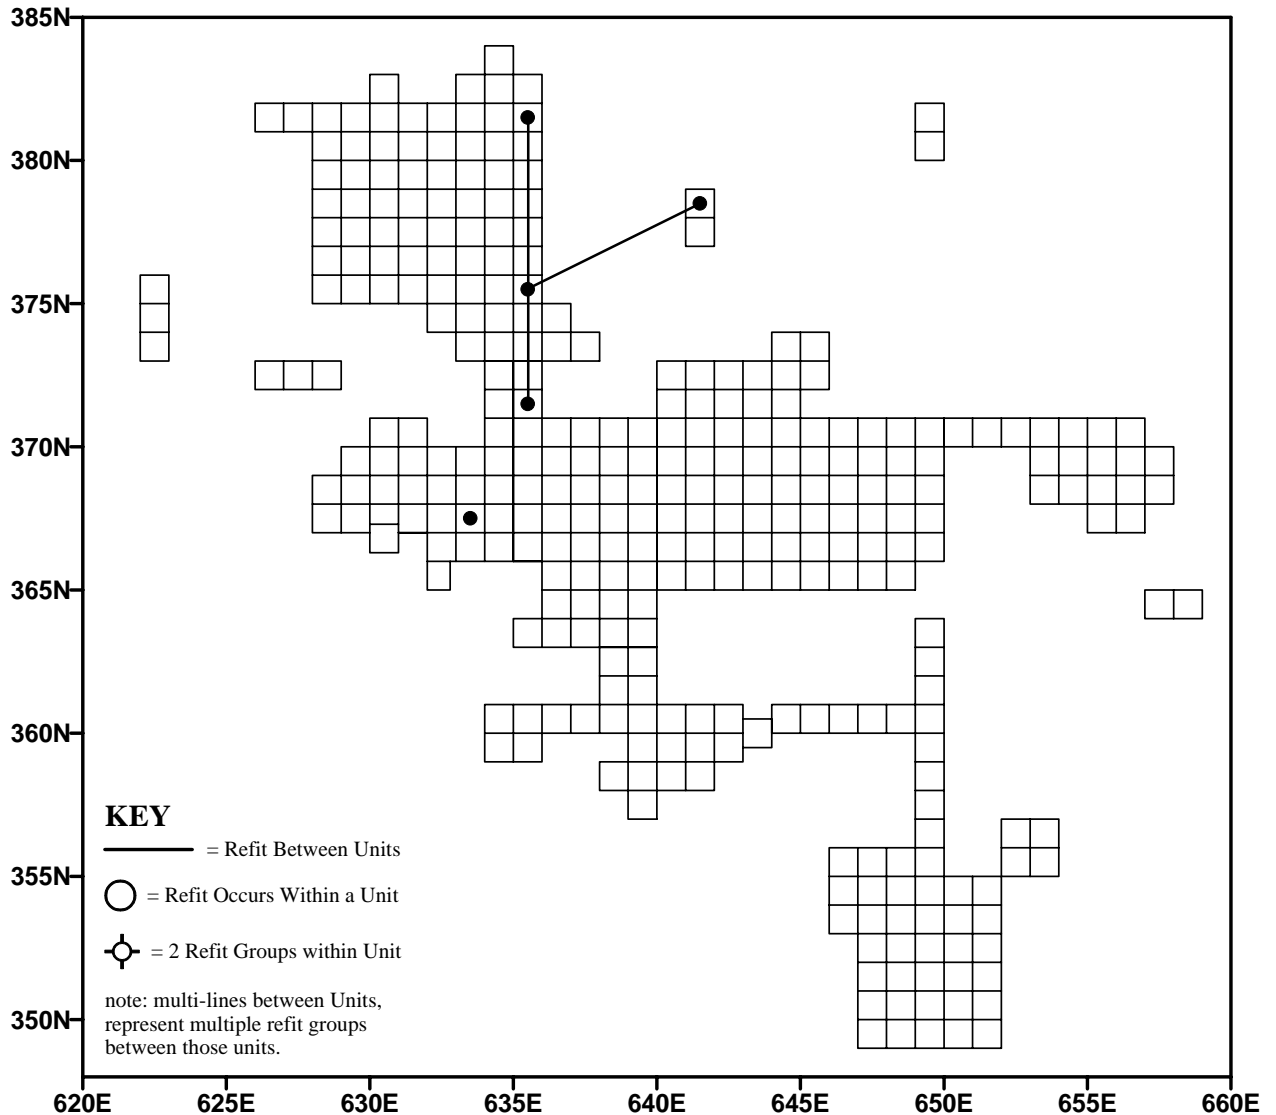 385N
380N
375N
370N
365N
360N
355N
350N
KEY
= Refit Between Units
= Refit Occurs Within a Unit
= 2 Refit Groups within Unit
note: multi-lines between Units,
represent multiple refit groups
between those units.
620E 625E 630E 635E 640E 645E 650E 655E 660E